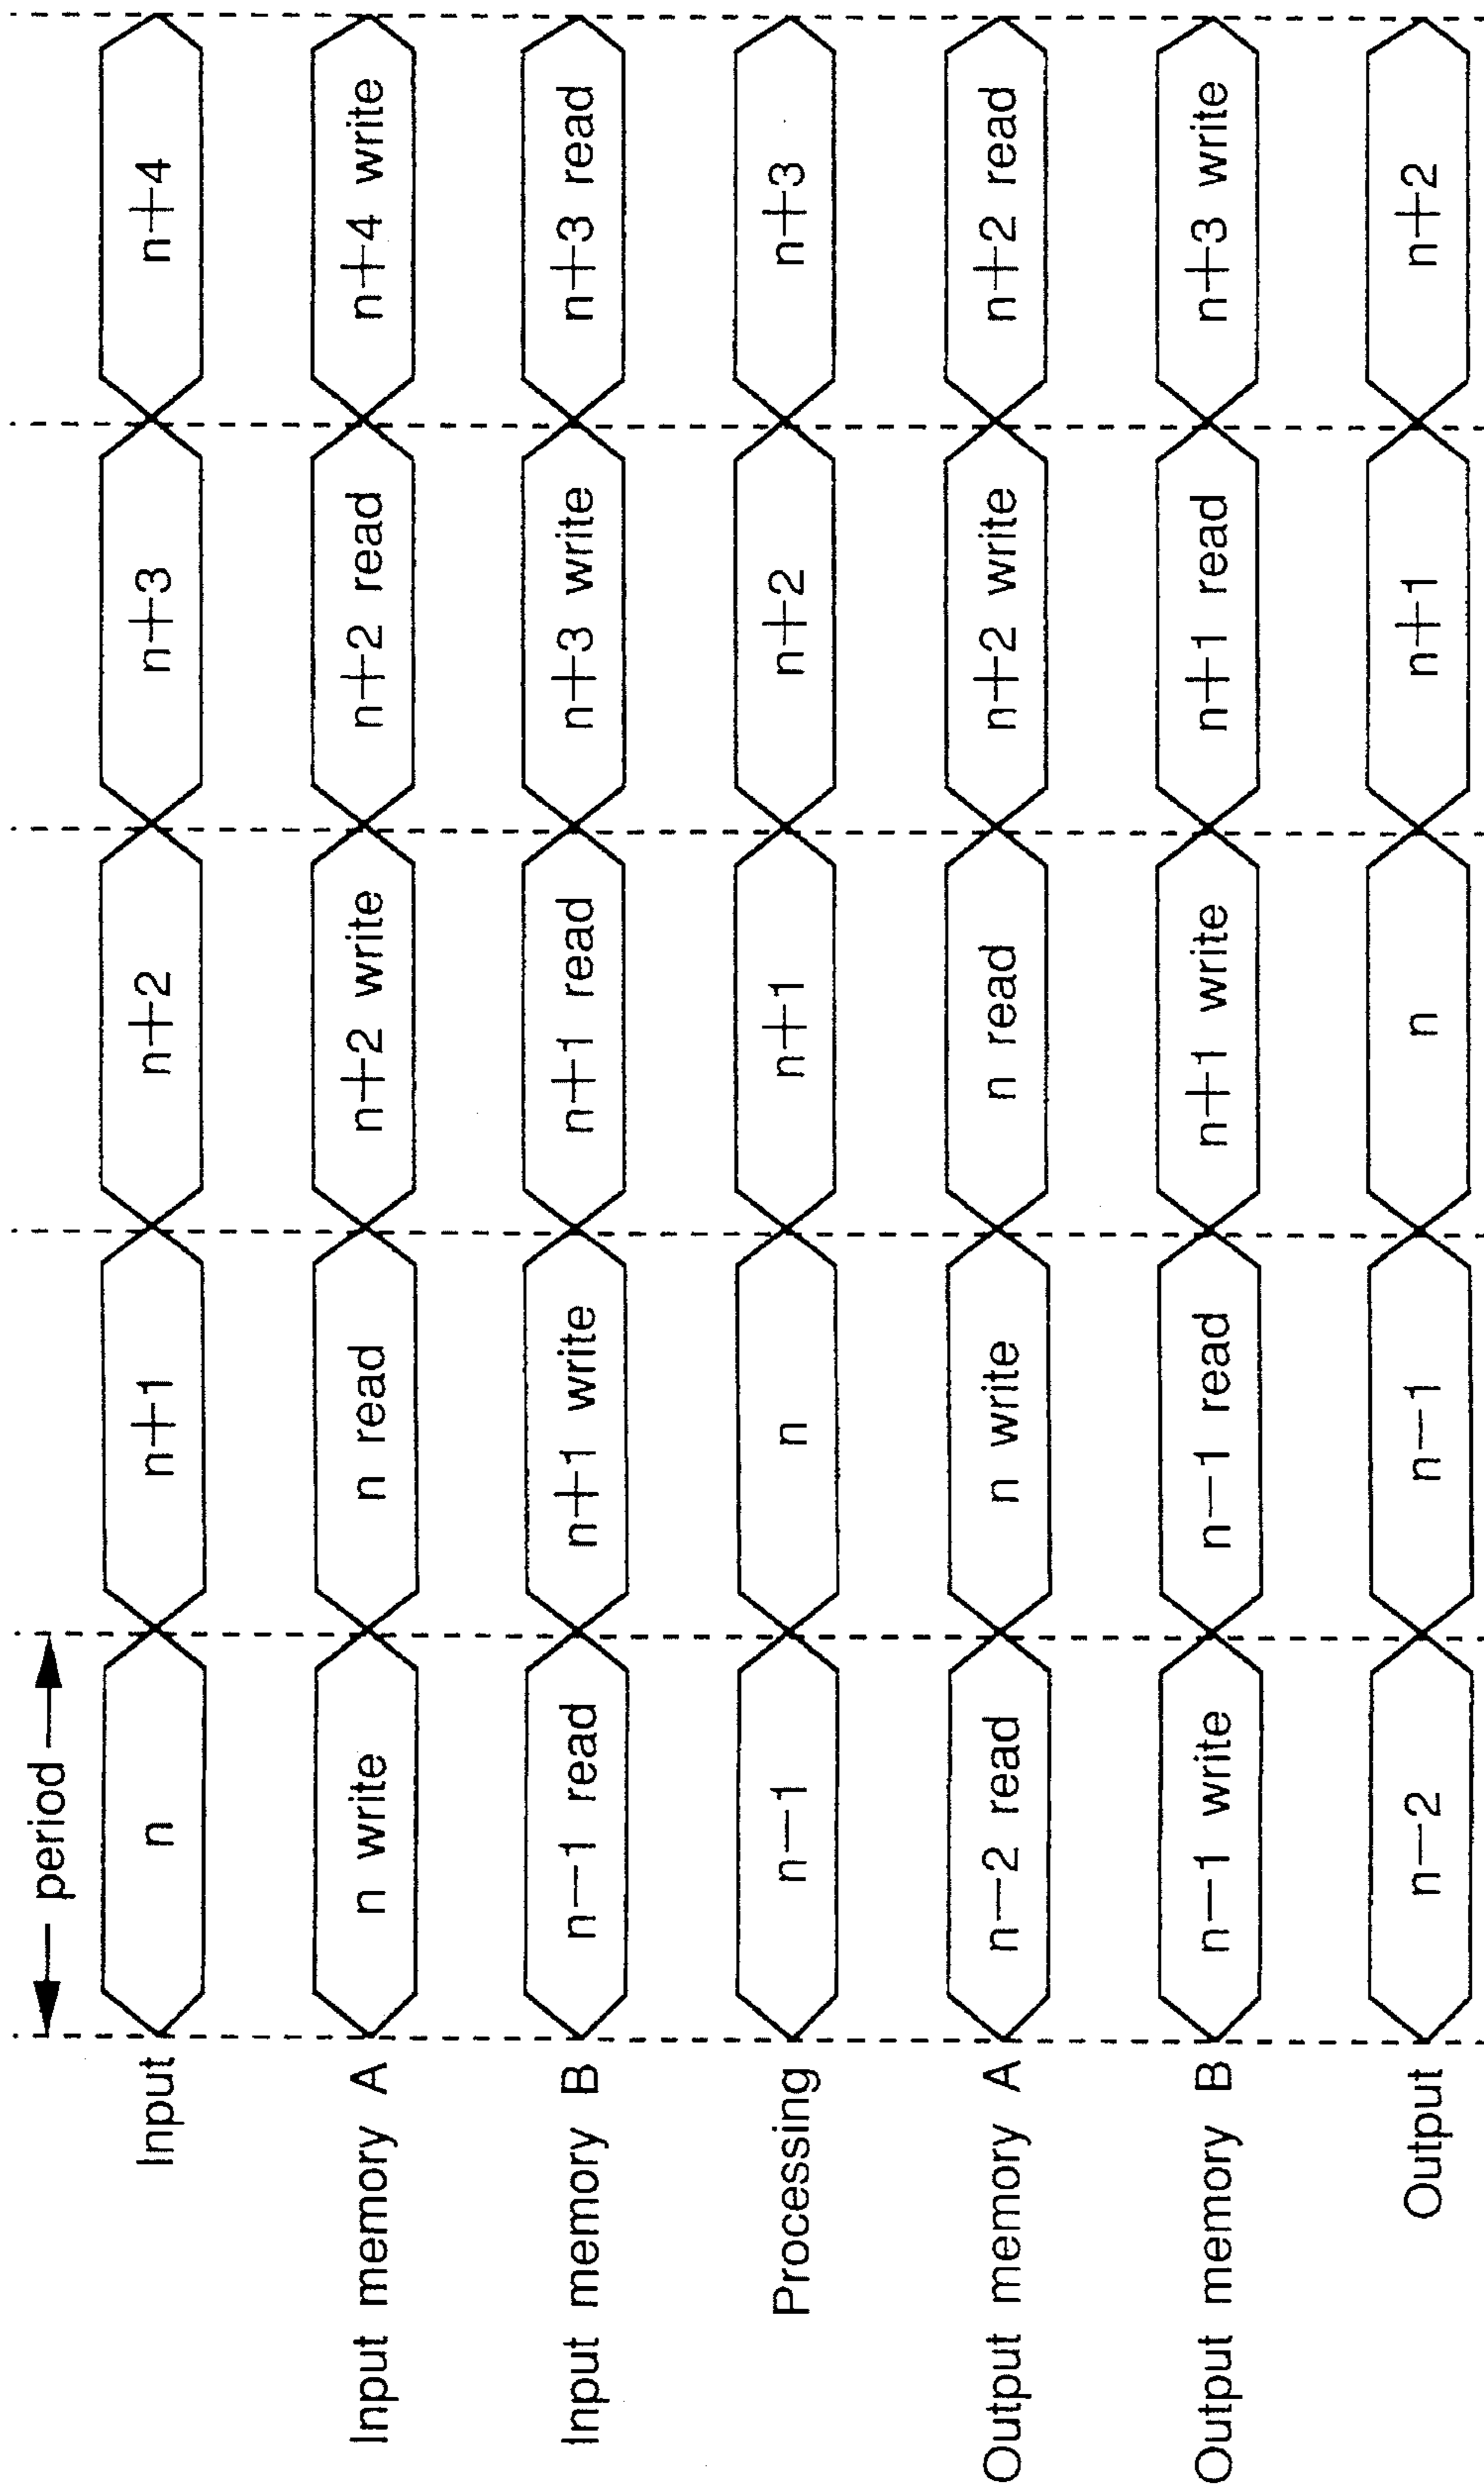 period
Input n n+1 n+2 n+3 n+4
Input memory A n write n read n+2 write n+2 read n+4 write
Input memory B n−1 read n+1 write n+1 read n+3 write n+3 read
Processing n−1 n n+1 n+2 n+3
Output memory A n−2 read n write n read n+2 write n+2 read
Output memory B n−1 write n−1 read n+1 write n+1 read n+3 write
Output n−2 n−1 n n+1 n+2